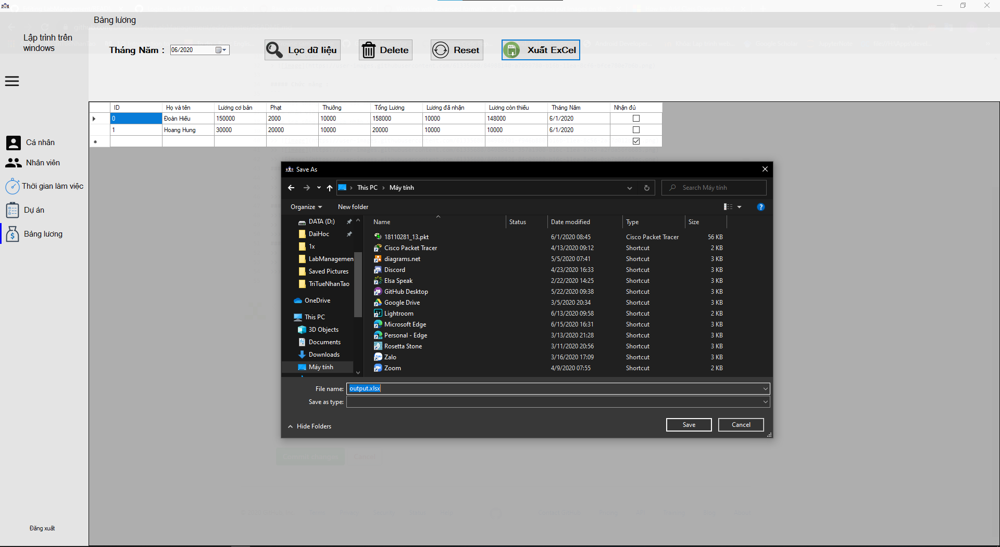 Bảng lương
Lập trình trên
windows
Tháng Năm :
06/2020
Lọc dữ liệu
Delete
Reset
Xuất ExCel
ID Họ và tên Lương cơ bản Phạt Thưởng Tổng Lương Lương đã nhận Lương còn thiếu Tháng Năm Nhận đủ
0 Đoàn Hiếu 150000 2000 10000 158000 10000 148000 6/1/2020
1 Hoang Hung 30000 20000 10000 20000 10000 10000 6/1/2020
Cá nhân
Nhân viên
Thời gian làm việc
Dự án
Bảng lương
Đăng xuất
Save As
This PC › Máy tính
Search Máy tính
Organize
New folder
DATA (D:)
DaiHoc
1x
LabManagemen
Saved Pictures
TriTueNhanTao
OneDrive
This PC
3D Objects
Documents
Downloads
Máy tính
Name Status Date modified Type Size
18110281_13.pkt 6/1/2020 08:45 Cisco Packet Tracer 56 KB
Cisco Packet Tracer 4/13/2020 09:12 Shortcut 2 KB
diagrams.net 5/5/2020 07:41 Shortcut 3 KB
Discord 4/23/2020 16:33 Shortcut 3 KB
Elsa Speak 2/22/2020 14:25 Shortcut 3 KB
GitHub Desktop 5/22/2020 09:38 Shortcut 3 KB
Google Drive 3/5/2020 20:34 Shortcut 3 KB
Lightroom 6/13/2020 09:58 Shortcut 2 KB
Microsoft Edge 6/15/2020 16:31 Shortcut 3 KB
Personal - Edge 3/13/2020 21:28 Shortcut 3 KB
Rosetta Stone 3/11/2020 20:56 Shortcut 3 KB
Zalo 3/16/2020 17:09 Shortcut 3 KB
Zoom 4/9/2020 07:55 Shortcut 2 KB
File name: output.xlsx
Save as type:
Hide Folders
Save
Cancel